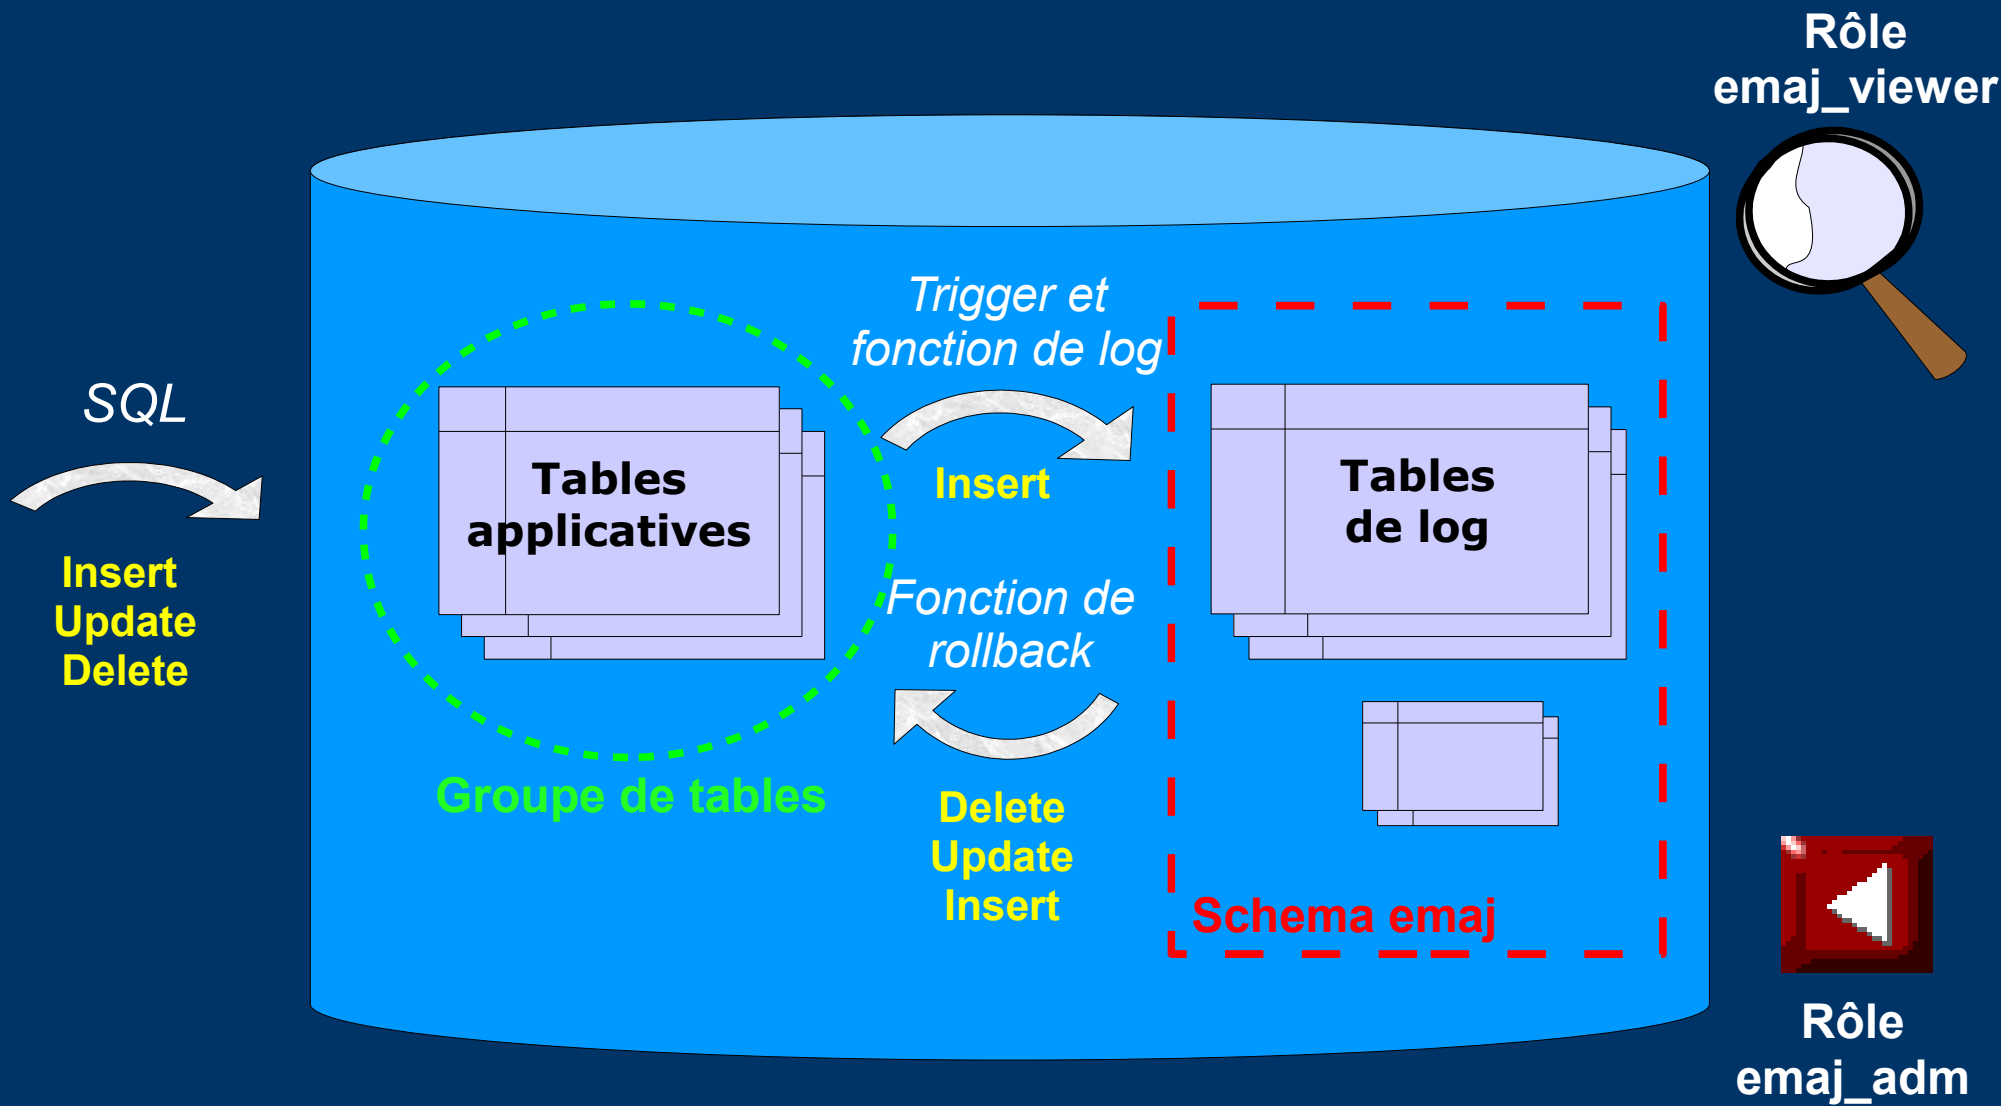 Rôle
emaj_viewer
SQL
Insert
Update
Delete
Tables
applicatives
Groupe de tables
Trigger et
fonction de log
Insert
Fonction de
rollback
Delete
Update
Insert
Tables
de log
Schema emaj
Rôle
emaj_adm